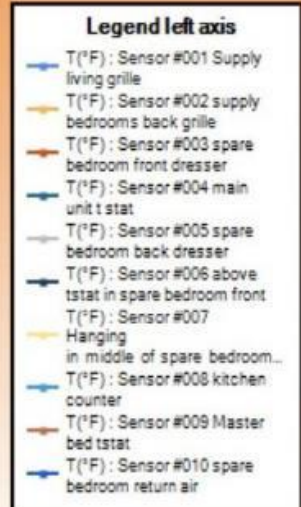 Legend left axis
T(°F) : Sensor #001 Supply
living grille
T(°F) : Sensor #002 supply
bedrooms back grille
T(°F) : Sensor #003 spare
bedroom front dresser
T(°F) : Sensor #004 main
unit t stat
T(°F) : Sensor #005 spare
bedroom back dresser
T(°F) : Sensor #006 above
tstat in spare bedroom front
T(°F) : Sensor #007
Hanging
in middle of spare bedroom...
T(°F) : Sensor #008 kitchen
counter
T(°F) : Sensor #009 Master
bed tstat
T(°F) : Sensor #010 spare
bedroom return air